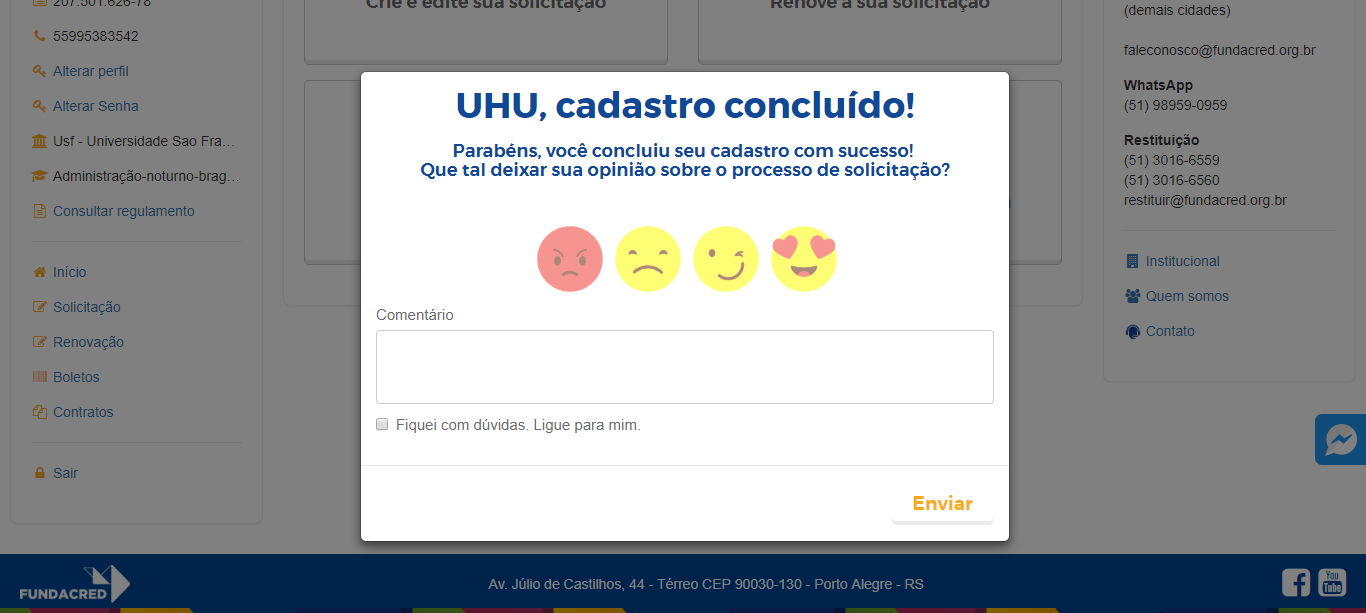 207.501.626-78
55995383542
Alterar perfil
Alterar Senha
Usf - Universidade Sao Fra...
Administração-noturno-brag...
Consultar regulamento
Início
Solicitação
Renovação
Boletos
Contratos
Sair
Crie e edite sua solicitação
Renove a sua solicitação
UHU, cadastro concluído!
Parabéns, você concluiu seu cadastro com sucesso!
Que tal deixar sua opinião sobre o processo de solicitação?
Comentário
Fiquei com dúvidas. Ligue para mim.
Enviar
(demais cidades)
faleconosco@fundacred.org.br
WhatsApp
(51) 98959-0959
Restituição
(51) 3016-6559
(51) 3016-6560
restituir@fundacred.org.br
Institucional
Quem somos
Contato
FUNDACRED
Av. Júlio de Castilhos, 44 - Térreo CEP 90030-130 - Porto Alegre - RS
You
Tube